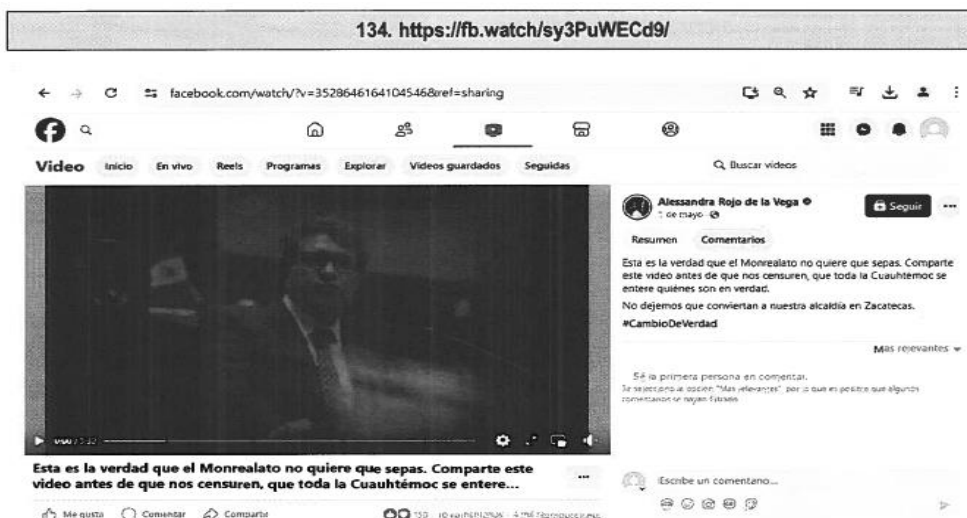 134. https://fb.watch/sy3PuWECd9/
facebook.com/watch/?v=3528646164104546&ref=sharing
Video Inicio En vivo Reels Programas Explorar Videos guardados Seguidas
Buscar videos
Alessandra Rojo de la Vega
de mayo
Seguir
Resumen Comentarios
Esta es la verdad que el Monrealato no quiere que sepas. Comparte
este video antes de que nos censuren, que toda la Cuauhtémoc se
entere quiénes son en verdad.
No dejemos que conviertan a nuestra alcaldía en Zacatecas.
#CambioDeVerdad
Mas relevantes
Sé la primera persona en comentar.
Esta es la verdad que el Monrealato no quiere que sepas. Comparte este
video antes de que nos censuren, que toda la Cuauhtémoc se entere...
Escribe un comentario...
Me gusta Comentar Compartir